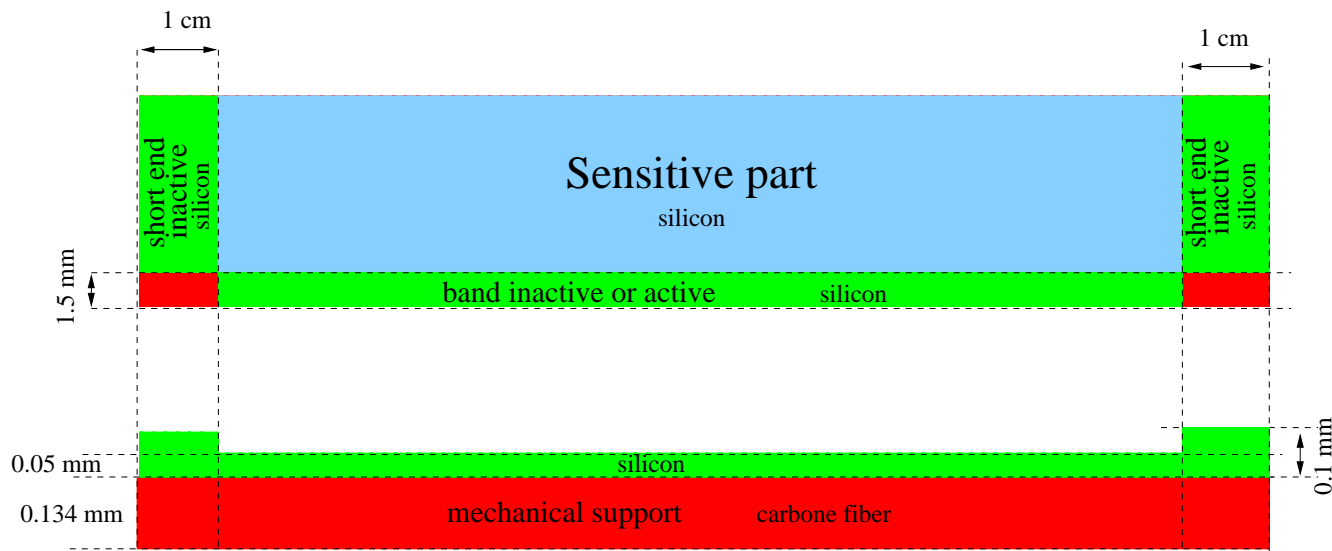 1 cm
1 cm
short end
inactive
silicon
Sensitive part
silicon
short end
inactive
silicon
1.5 mm
band inactive or active
silicon
0.05 mm
silicon
0.1 mm
0.134 mm
mechanical support
carbone fiber